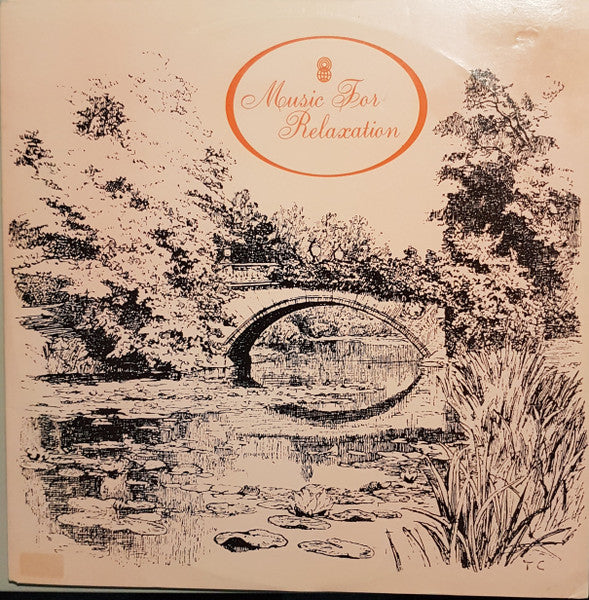 Music For
Relaxation
TC